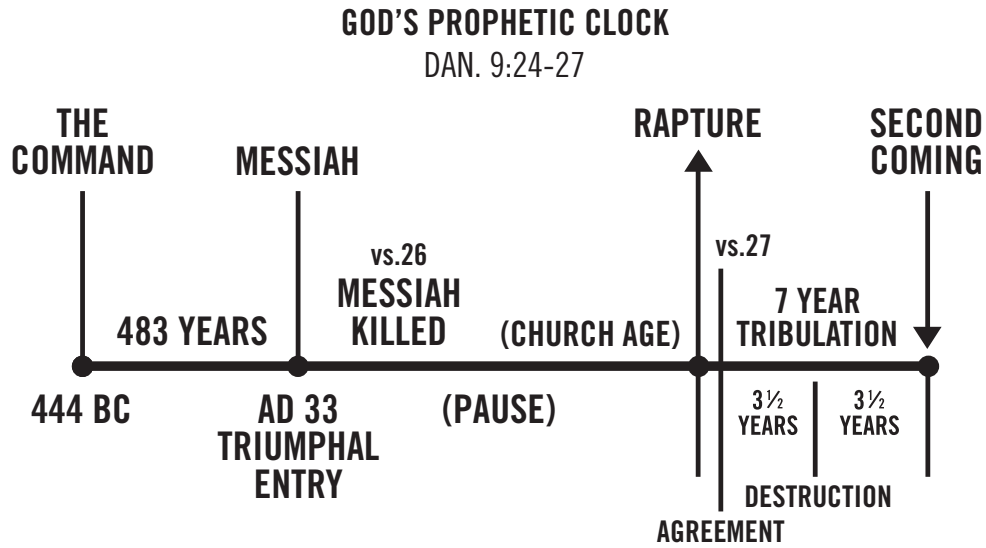 GOD'S PROPHETIC CLOCK
DAN. 9:24-27
THE
COMMAND
MESSIAH
RAPTURE
SECOND
COMING
vs.26
MESSIAH
KILLED
vs.27
483 YEARS
(CHURCH AGE)
7 YEAR
TRIBULATION
444 BC
AD 33
TRIUMPHAL
ENTRY
(PAUSE)
3½
YEARS
3½
YEARS
DESTRUCTION
AGREEMENT